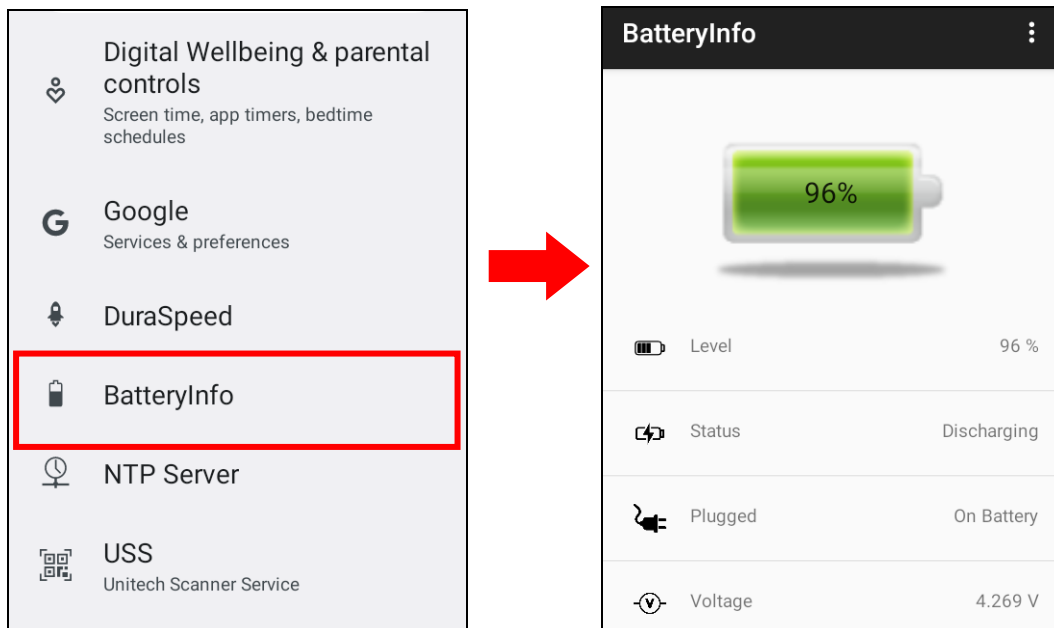 Digital Wellbeing & parental
controls
Screen time, app timers, bedtime
schedules
Google
Services & preferences
DuraSpeed
BatteryInfo
NTP Server
USS
Unitech Scanner Service
BatteryInfo
96%
Level 96 %
Status Discharging
Plugged On Battery
Voltage 4.269 V